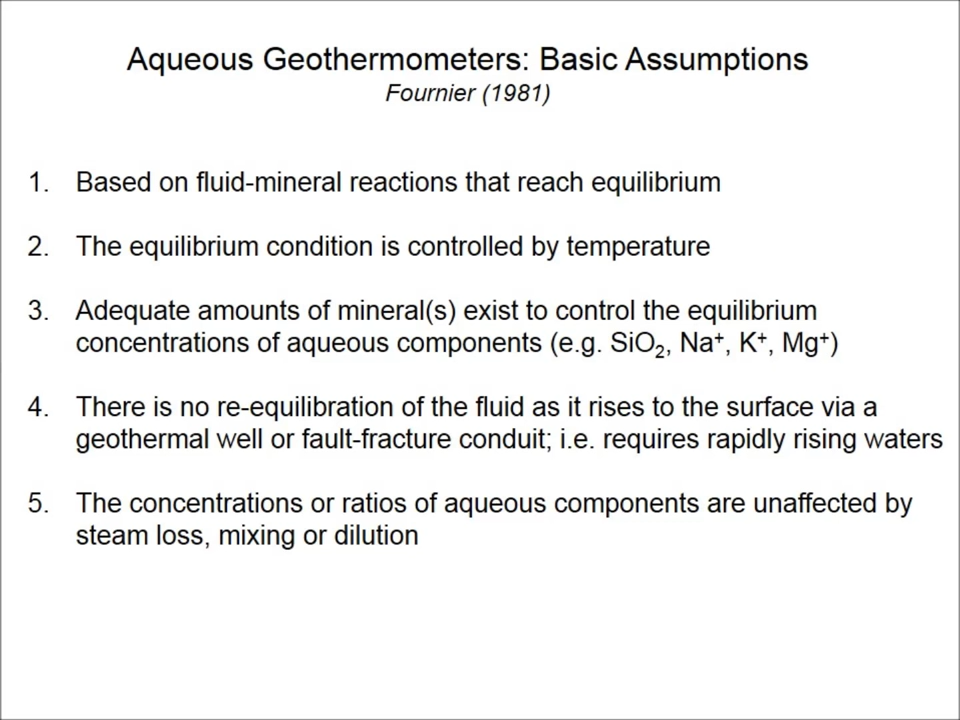 Aqueous Geothermometers: Basic Assumptions
Fournier (1981)
1. Based on fluid-mineral reactions that reach equilibrium
2. The equilibrium condition is controlled by temperature
3. Adequate amounts of mineral(s) exist to control the equilibrium
concentrations of aqueous components (e.g. SiO₂, Na⁺, K⁺, Mg⁺)
4. There is no re-equilibration of the fluid as it rises to the surface via a
geothermal well or fault-fracture conduit; i.e. requires rapidly rising waters
5. The concentrations or ratios of aqueous components are unaffected by
steam loss, mixing or dilution